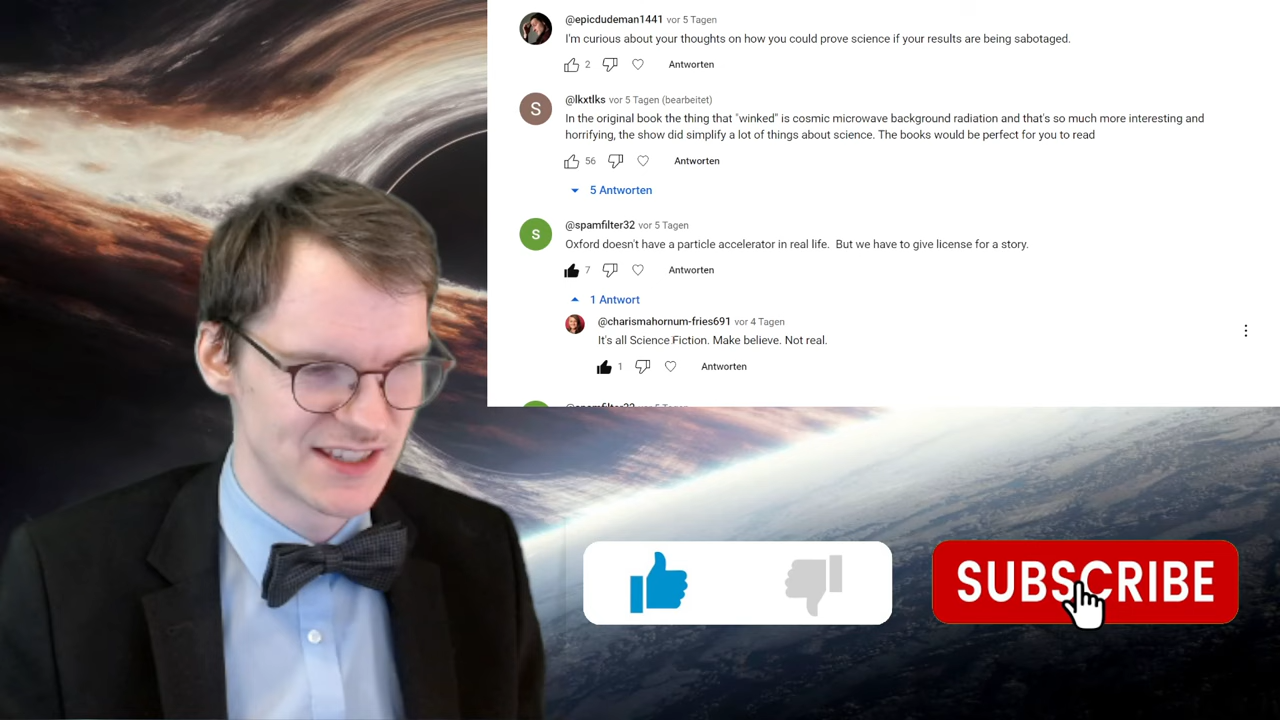 @epicdudeman1441 vor 5 Tagen
I'm curious about your thoughts on how you could prove science if your results are being sabotaged.
2 Antworten
S
@lkxtlks vor 5 Tagen (bearbeitet)
In the original book the thing that "winked" is cosmic microwave background radiation and that's so much more interesting and
horrifying, the show did simplify a lot of things about science. The books would be perfect for you to read
56 Antworten
5 Antworten
s
@spamfilter32 vor 5 Tagen
Oxford doesn't have a particle accelerator in real life. But we have to give license for a story.
7 Antworten
1 Antwort
@charismahornum-fries691 vor 4 Tagen
It's all Science Fiction. Make believe. Not real.
1 Antworten
SUBSCRIBE